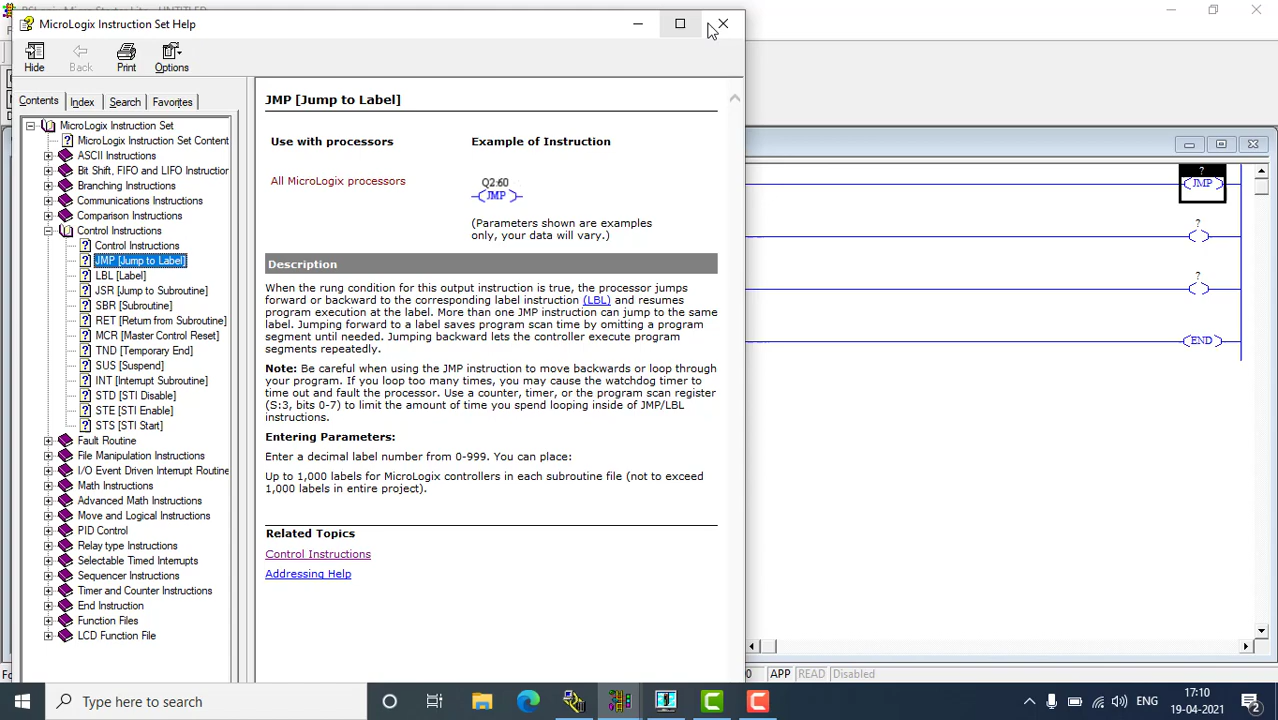 MicroLogix Instruction Set Help
Hide
Back
Print
Options
Contents
Index
Search
Favorites
MicroLogix Instruction Set
MicroLogix Instruction Set Content
ASCII Instructions
Bit Shift, FIFO and LIFO Instruction
Branching Instructions
Communications Instructions
Comparison Instructions
Control Instructions
Control Instructions
JMP [Jump to Label]
LBL [Label]
JSR [Jump to Subroutine]
SBR [Subroutine]
RET [Return from Subroutine]
MCR [Master Control Reset]
TND [Temporary End]
SUS [Suspend]
INT [Interrupt Subroutine]
STD [STI Disable]
STE [STI Enable]
STS [STI Start]
Fault Routine
File Manipulation Instructions
I/O Event Driven Interrupt Routine
Math Instructions
Advanced Math Instructions
Move and Logical Instructions
PID Control
Relay type Instructions
Selectable Timed Interrupts
Sequencer Instructions
Timer and Counter Instructions
End Instruction
Function Files
LCD Function File
JMP [Jump to Label]
Use with processors
Example of Instruction
All MicroLogix processors
Q2:60
JMP
(Parameters shown are examples
only, your data will vary.)
Description
When the rung condition for this output instruction is true, the processor jumps
forward or backward to the corresponding label instruction (LBL) and resumes
program execution at the label. More than one JMP instruction can jump to the same
label. Jumping forward to a label saves program scan time by omitting a program
segment until needed. Jumping backward lets the controller execute program
segments repeatedly.
Note: Be careful when using the JMP instruction to move backwards or loop through
your program. If you loop too many times, you may cause the watchdog timer to
time out and fault the processor. Use a counter, timer, or the program scan register
(S:3, bits 0-7) to limit the amount of time you spend looping inside of JMP/LBL
instructions.
Entering Parameters:
Enter a decimal label number from 0-999. You can place:
Up to 1,000 labels for MicroLogix controllers in each subroutine file (not to exceed
1,000 labels in entire project).
Related Topics
Control Instructions
Addressing Help
?
JMP
?
?
END
APP READ Disabled
Type here to search
ENG
17:10
19-04-2021
2